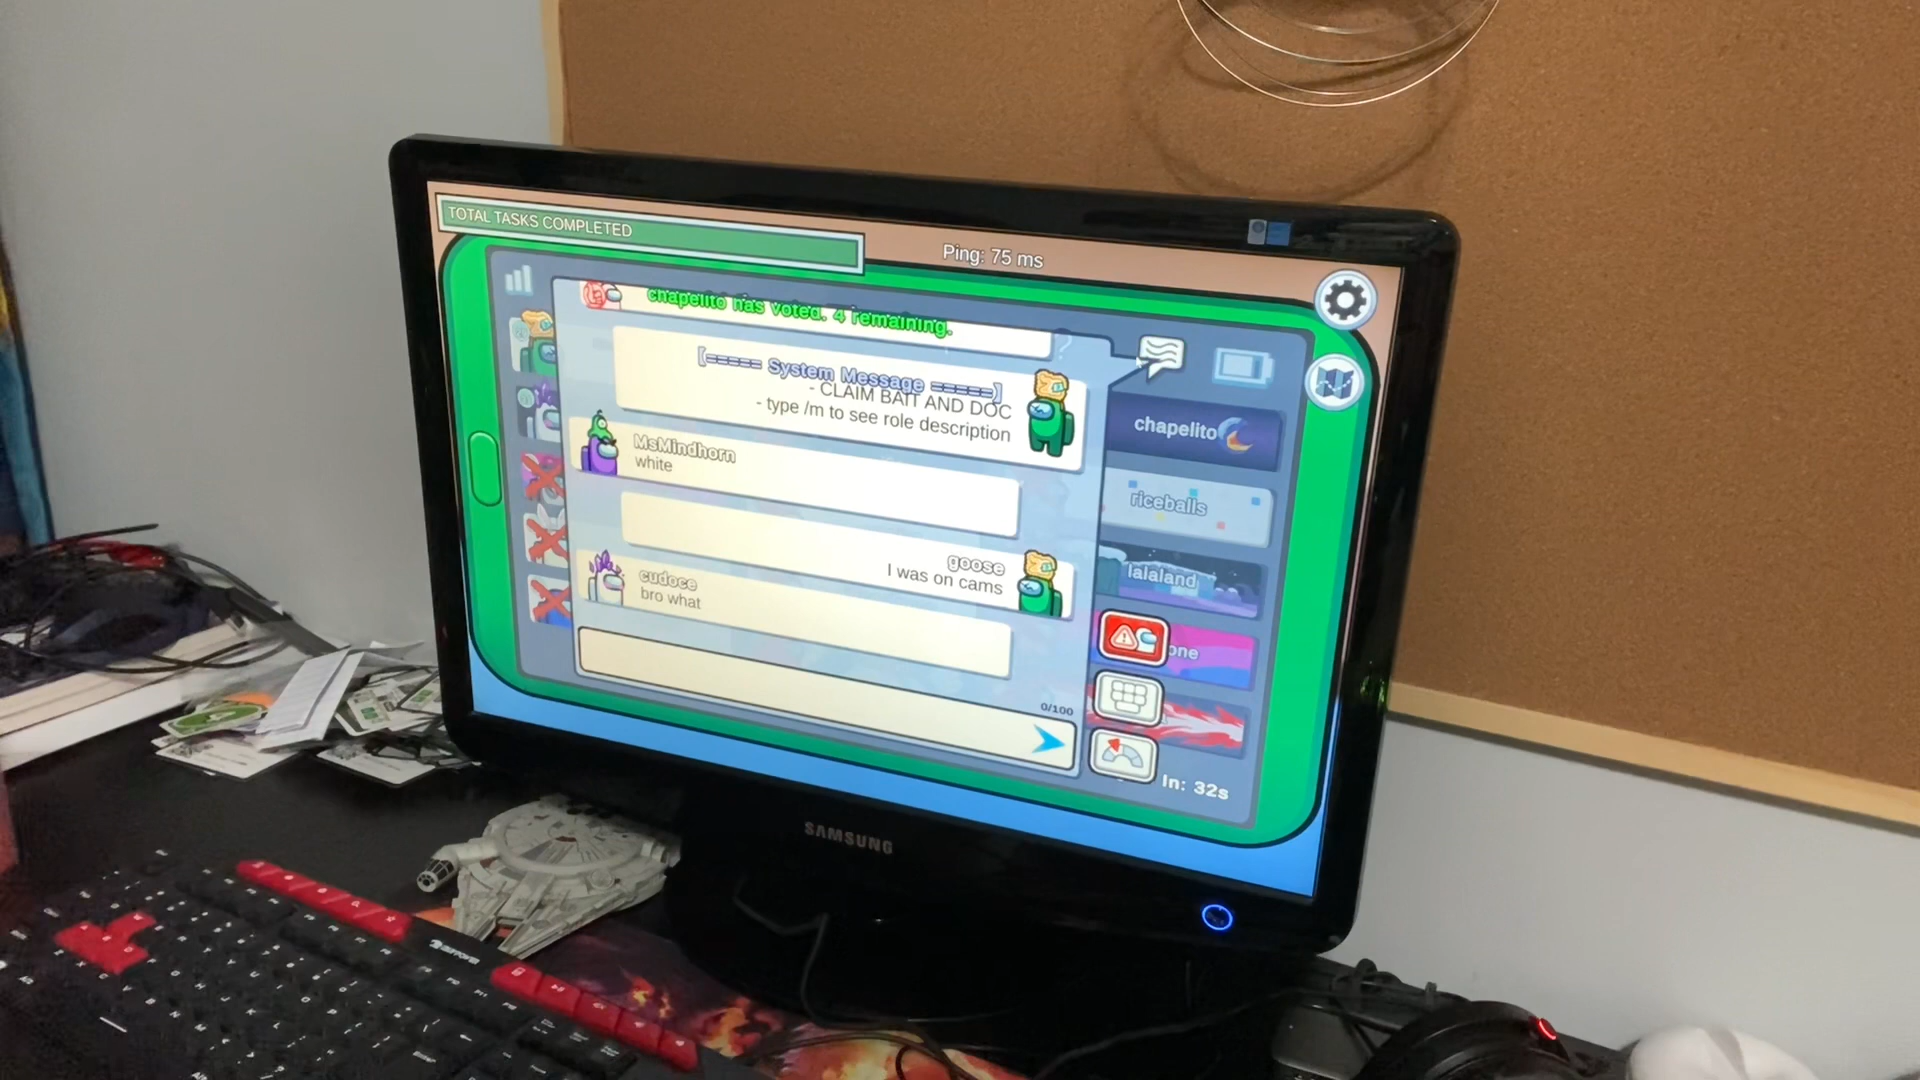 TOTAL TASKS COMPLETED
Ping: 75 ms
chapelito has voted. 4 remaining.
[===== System Message =====]
- CLAIM BAIT AND DOC
- type /m to see role description
MsMindhorn
white
goose
I was on cams
cudoce
bro what
0/100
chapelito
riceballs
lalaland
one
In: 32s
SAMSUNG